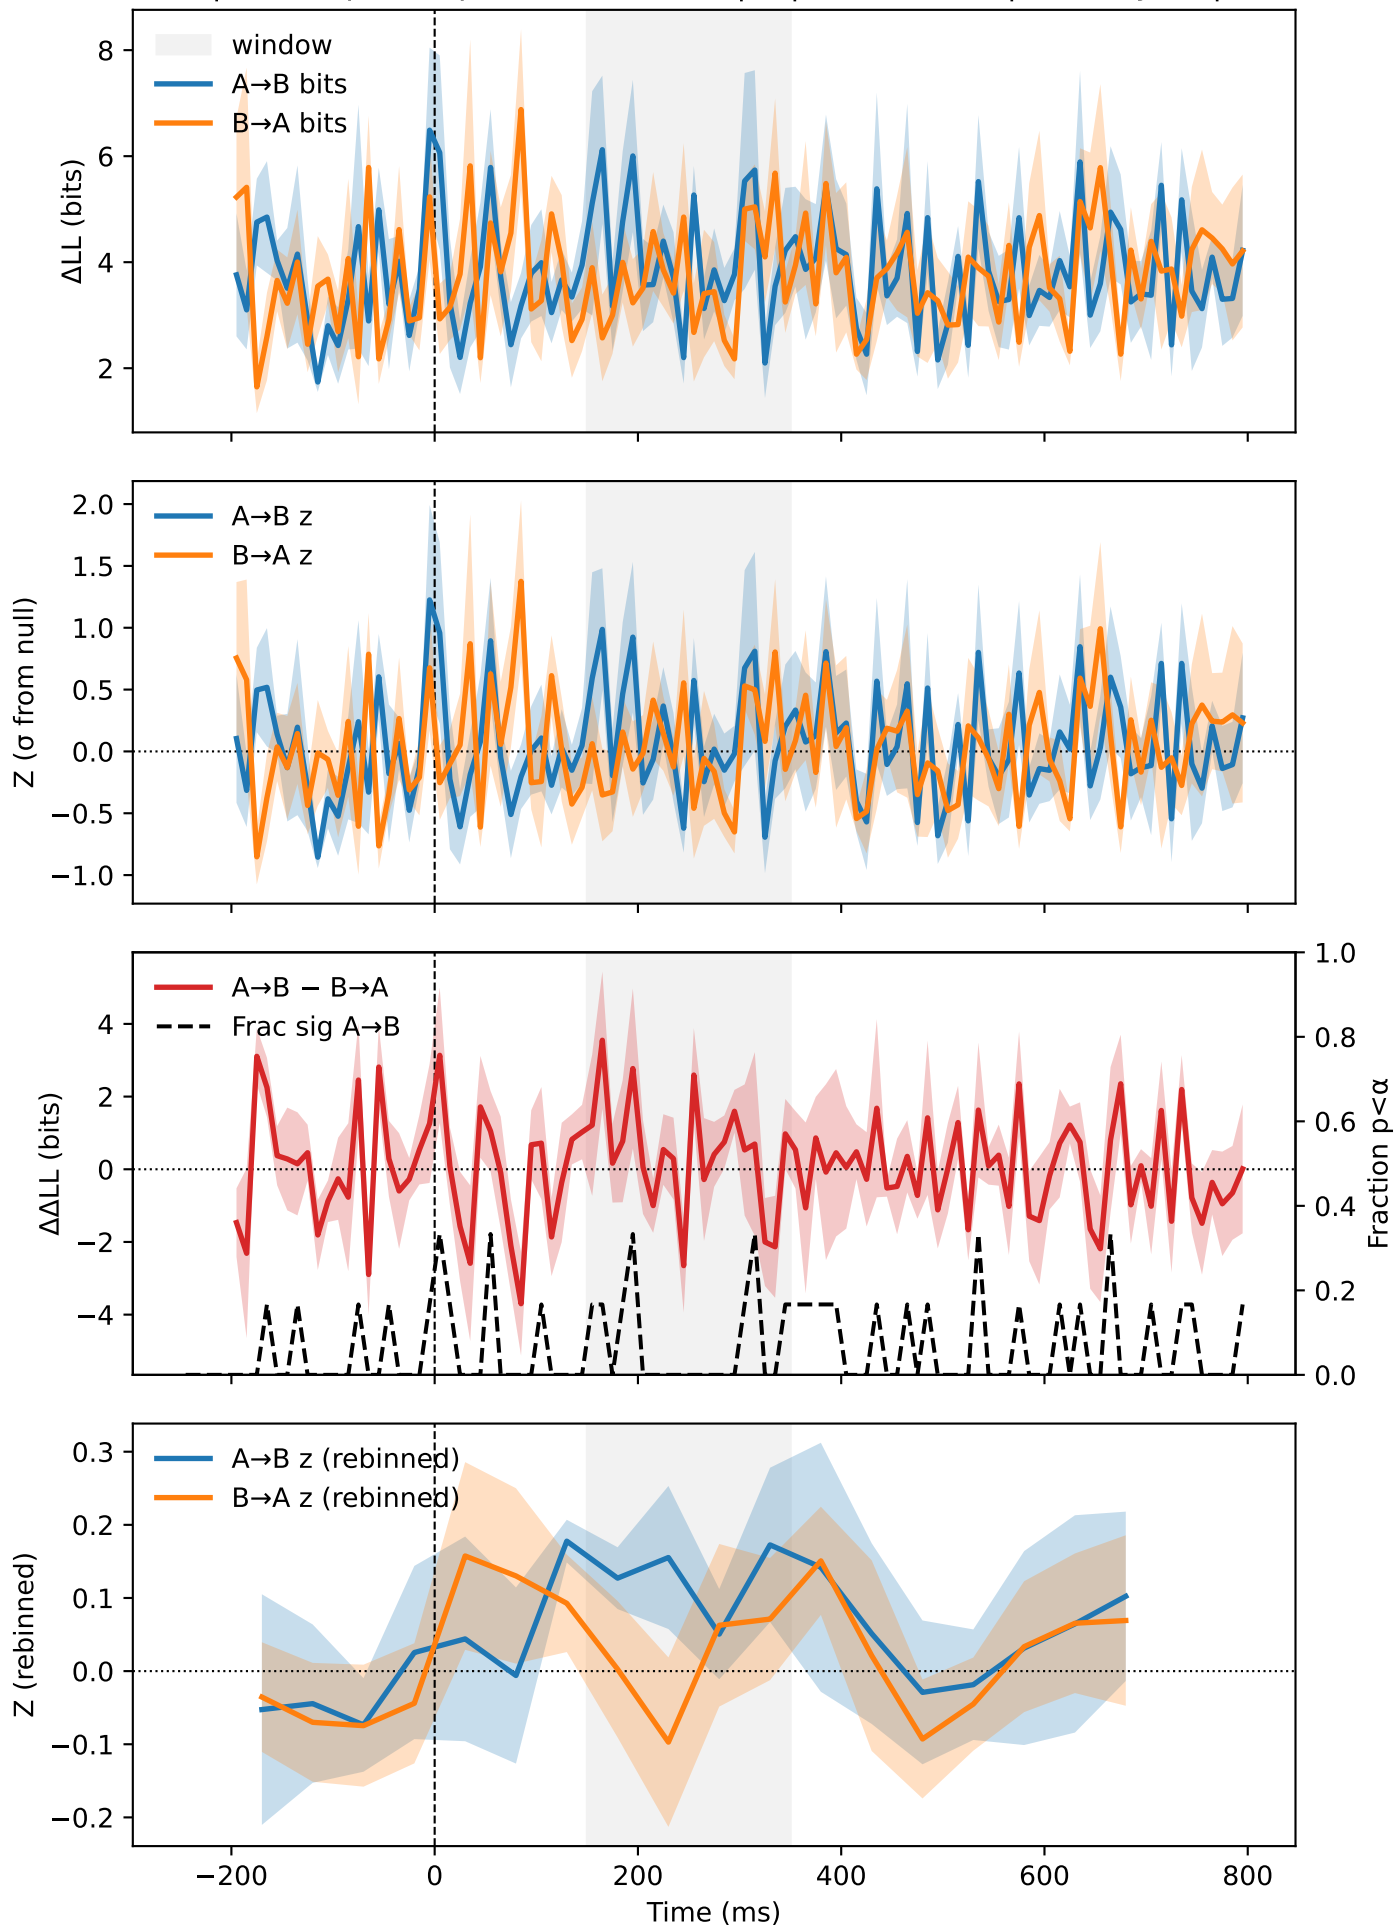 8
6
4
2
ΔLL (bits)
window
A→B bits
B→A bits
2.0
1.5
1.0
0.5
0.0
−0.5
−1.0
Z (σ from null)
A→B z
B→A z
4
2
0
−2
−4
ΔΔLL (bits)
A→B − B→A
Frac sig A→B
1.0
0.8
0.6
0.4
0.2
0.0
Fraction p<α
0.3
0.2
0.1
0.0
−0.1
−0.2
Z (rebinned)
A→B z (rebinned)
B→A z (rebinned)
−200 0 200 400 600 800
Time (ms)